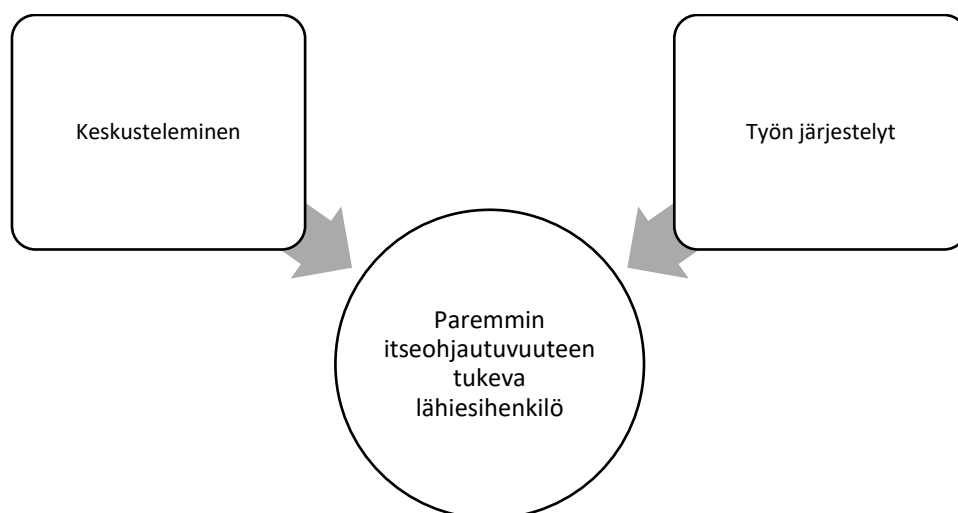 Keskusteleminen
Työn järjestelyt
Paremmin
itseohjautuvuuteen
tukeva
lähiesihenkilö